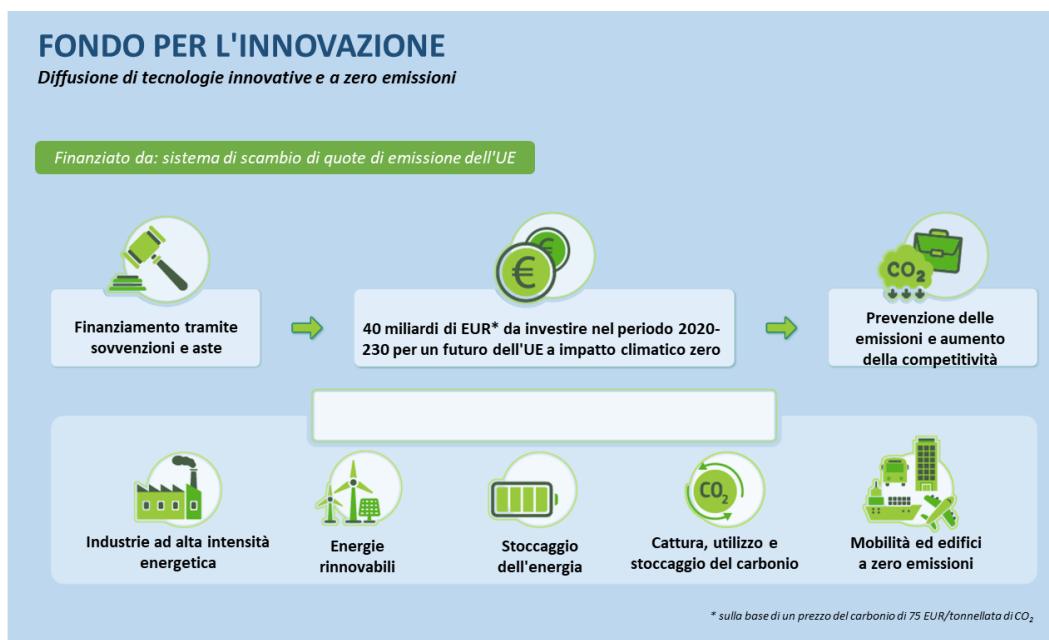 FONDO PER L'INNOVAZIONE
Diffusione di tecnologie innovative e a zero emissioni
Finanziato da: sistema di scambio di quote di emissione dell'UE
Finanziamento tramite
sovvenzioni e aste
40 miliardi di EUR* da investire nel periodo 2020-
230 per un futuro dell'UE a impatto climatico zero
CO2
Prevenzione delle
emissioni e aumento
della competitività
Industrie ad alta intensità
energetica
Energie
rinnovabili
Stoccaggio
dell'energia
CO2
Cattura, utilizzo e
stoccaggio del carbonio
Mobilità ed edifici
a zero emissioni
* sulla base di un prezzo del carbonio di 75 EUR/tonnellata di CO2